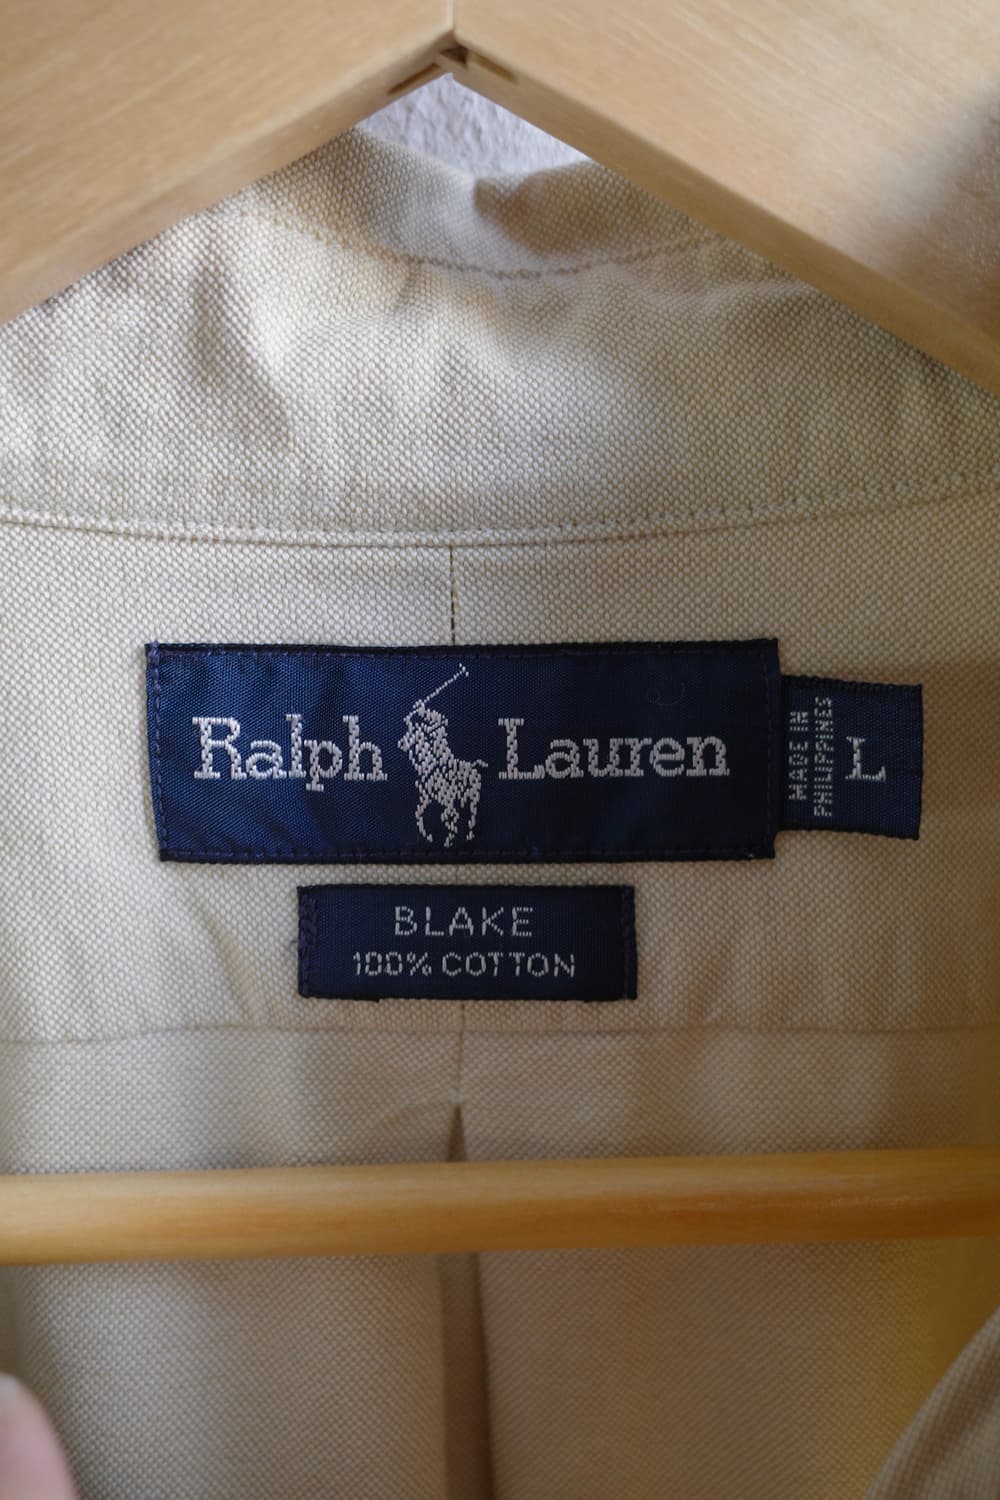 Ralph Lauren
MADE IN
PHILIPPINES
L
BLAKE
100% COTTON